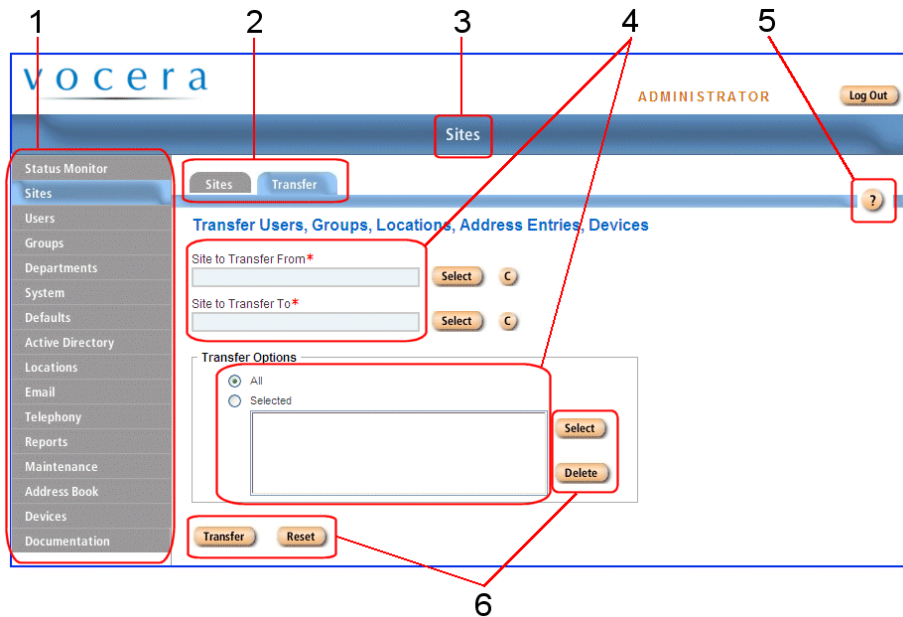 1 2 3 4 5
vocera
ADMINISTRATOR
Log Out
Sites
Status Monitor
Sites
Users
Groups
Departments
System
Defaults
Active Directory
Locations
Email
Telephony
Reports
Maintenance
Address Book
Devices
Documentation
Sites Transfer
?
Transfer Users, Groups, Locations, Address Entries, Devices
Site to Transfer From*
Select C
Site to Transfer To*
Select C
Transfer Options
All
Selected
Select
Delete
Transfer Reset
6